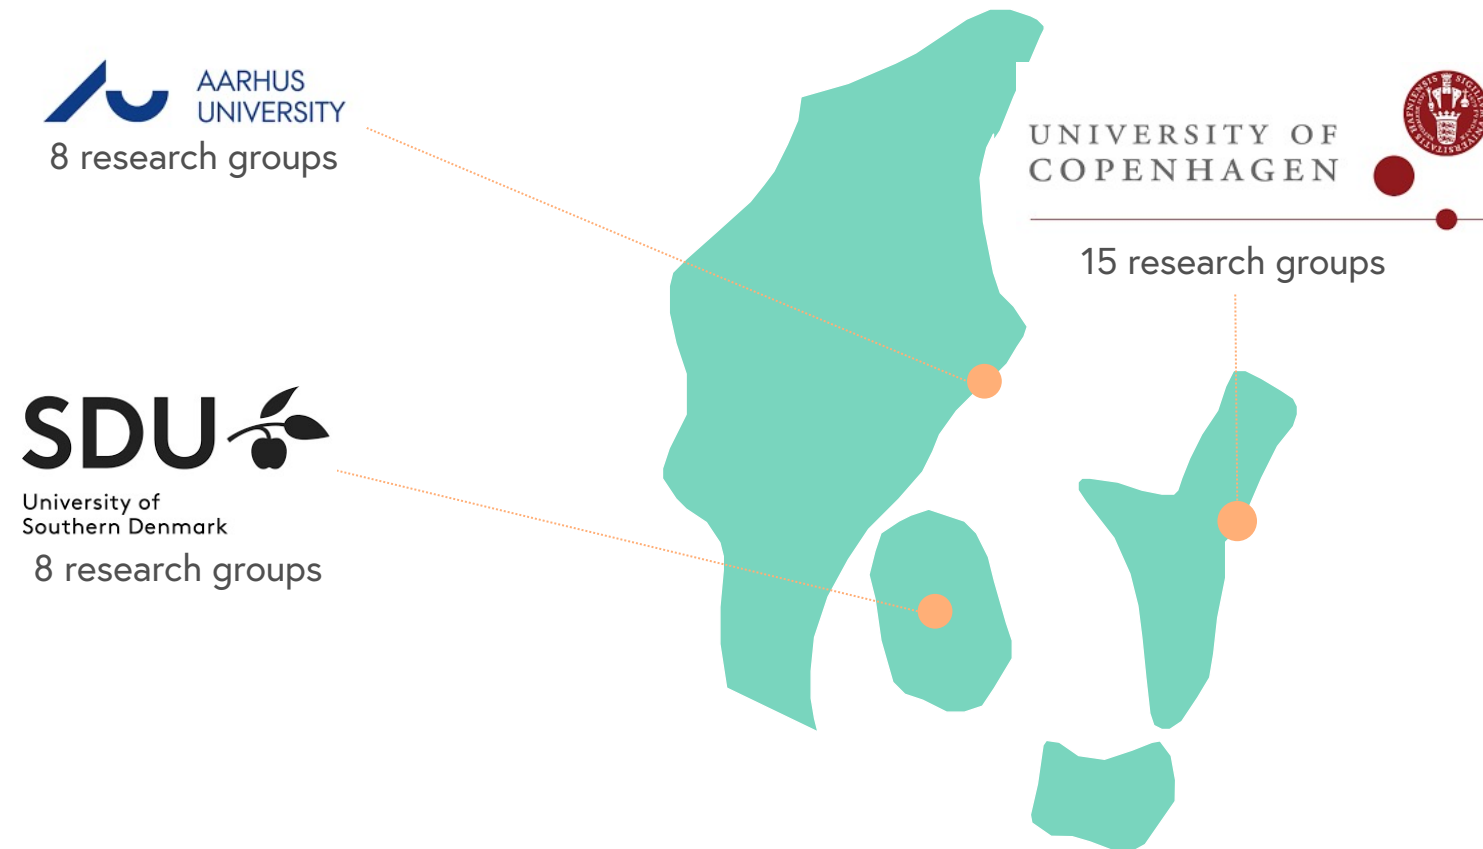 AARHUS
UNIVERSITY
8 research groups
UNIVERSITY OF
COPENHAGEN
15 research groups
SDU
University of
Southern Denmark
8 research groups